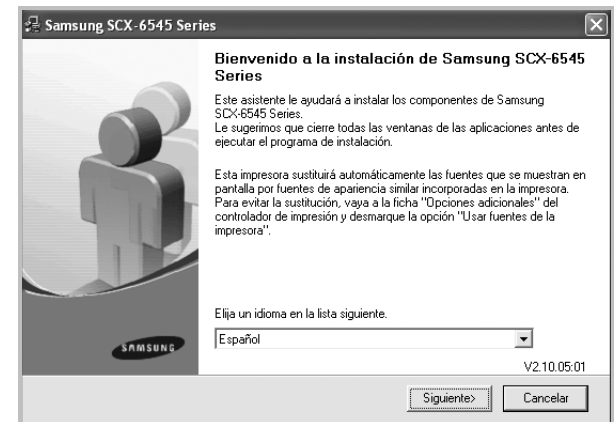 Samsung SCX-6545 Series
Bienvenido a la instalación de Samsung SCX-6545
Series
Este asistente le ayudará a instalar los componentes de Samsung
SCX-6545 Series.
Le sugerimos que cierre todas las ventanas de las aplicaciones antes de
ejecutar el programa de instalación.
Esta impresora sustituirá automáticamente las fuentes que se muestran en
pantalla por fuentes de apariencia similar incorporadas en la impresora.
Para evitar la sustitución, vaya a la ficha "Opciones adicionales" del
controlador de impresión y desmarque la opción "Usar fuentes de la
impresora".
Elija un idioma en la lista siguiente.
Español
SAMSUNG
V2.10.05:01
Siguiente>
Cancelar